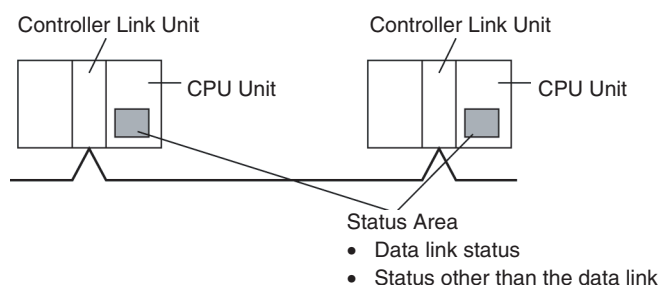 Controller Link Unit
Controller Link Unit
CPU Unit
CPU Unit
Status Area
• Data link status
• Status other than the data link